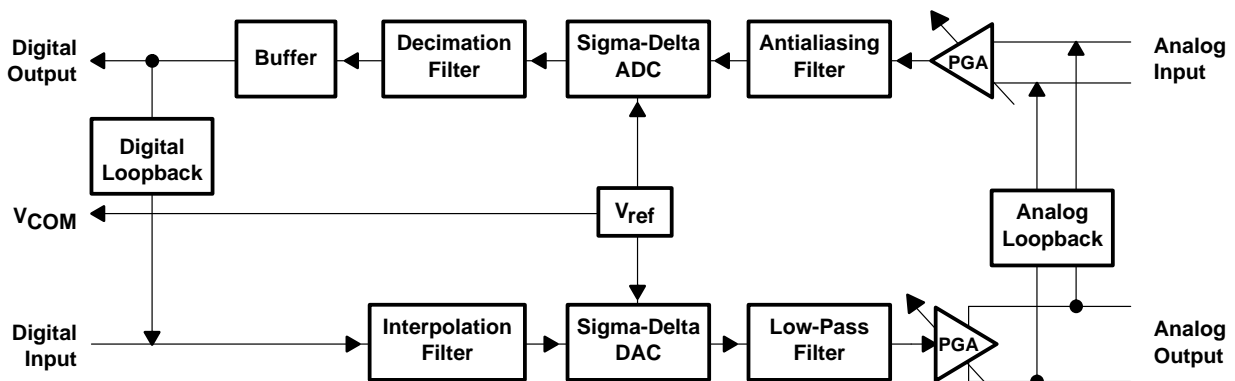 Digital
Output
Buffer
Decimation
Filter
Sigma-Delta
ADC
Antialiasing
Filter
PGA
Analog
Input
Digital
Loopback
VCOM
Vref
Analog
Loopback
Digital
Input
Interpolation
Filter
Sigma-Delta
DAC
Low-Pass
Filter
PGA
Analog
Output